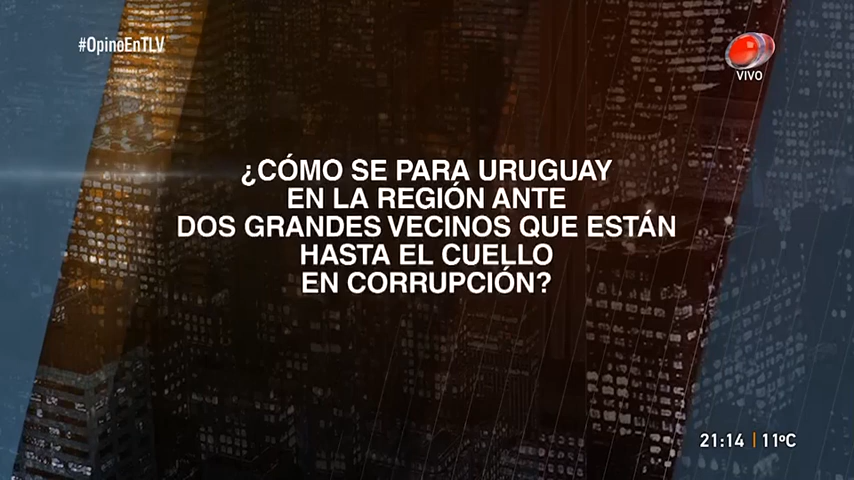 #OpinoEnTLV
VIVO
¿CÓMO SE PARA URUGUAY
EN LA REGIÓN ANTE
DOS GRANDES VECINOS QUE ESTÁN
HASTA EL CUELLO
EN CORRUPCIÓN?
21:14 | 11ºC